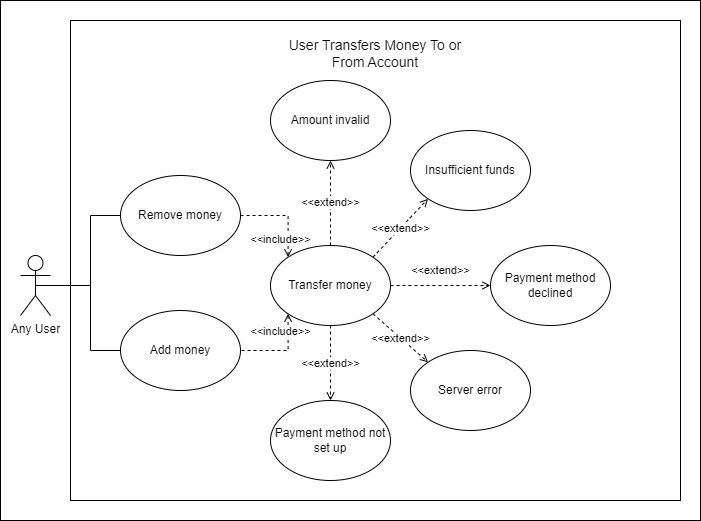 User Transfers Money To or
From Account
Amount invalid
Insufficient funds
<<extend>>
Remove money
<<extend>>
<<include>>
<<extend>>
Payment method
declined
Transfer money
Any User
<<include>>
<<extend>>
Add money
<<extend>>
Server error
Payment method not
set up